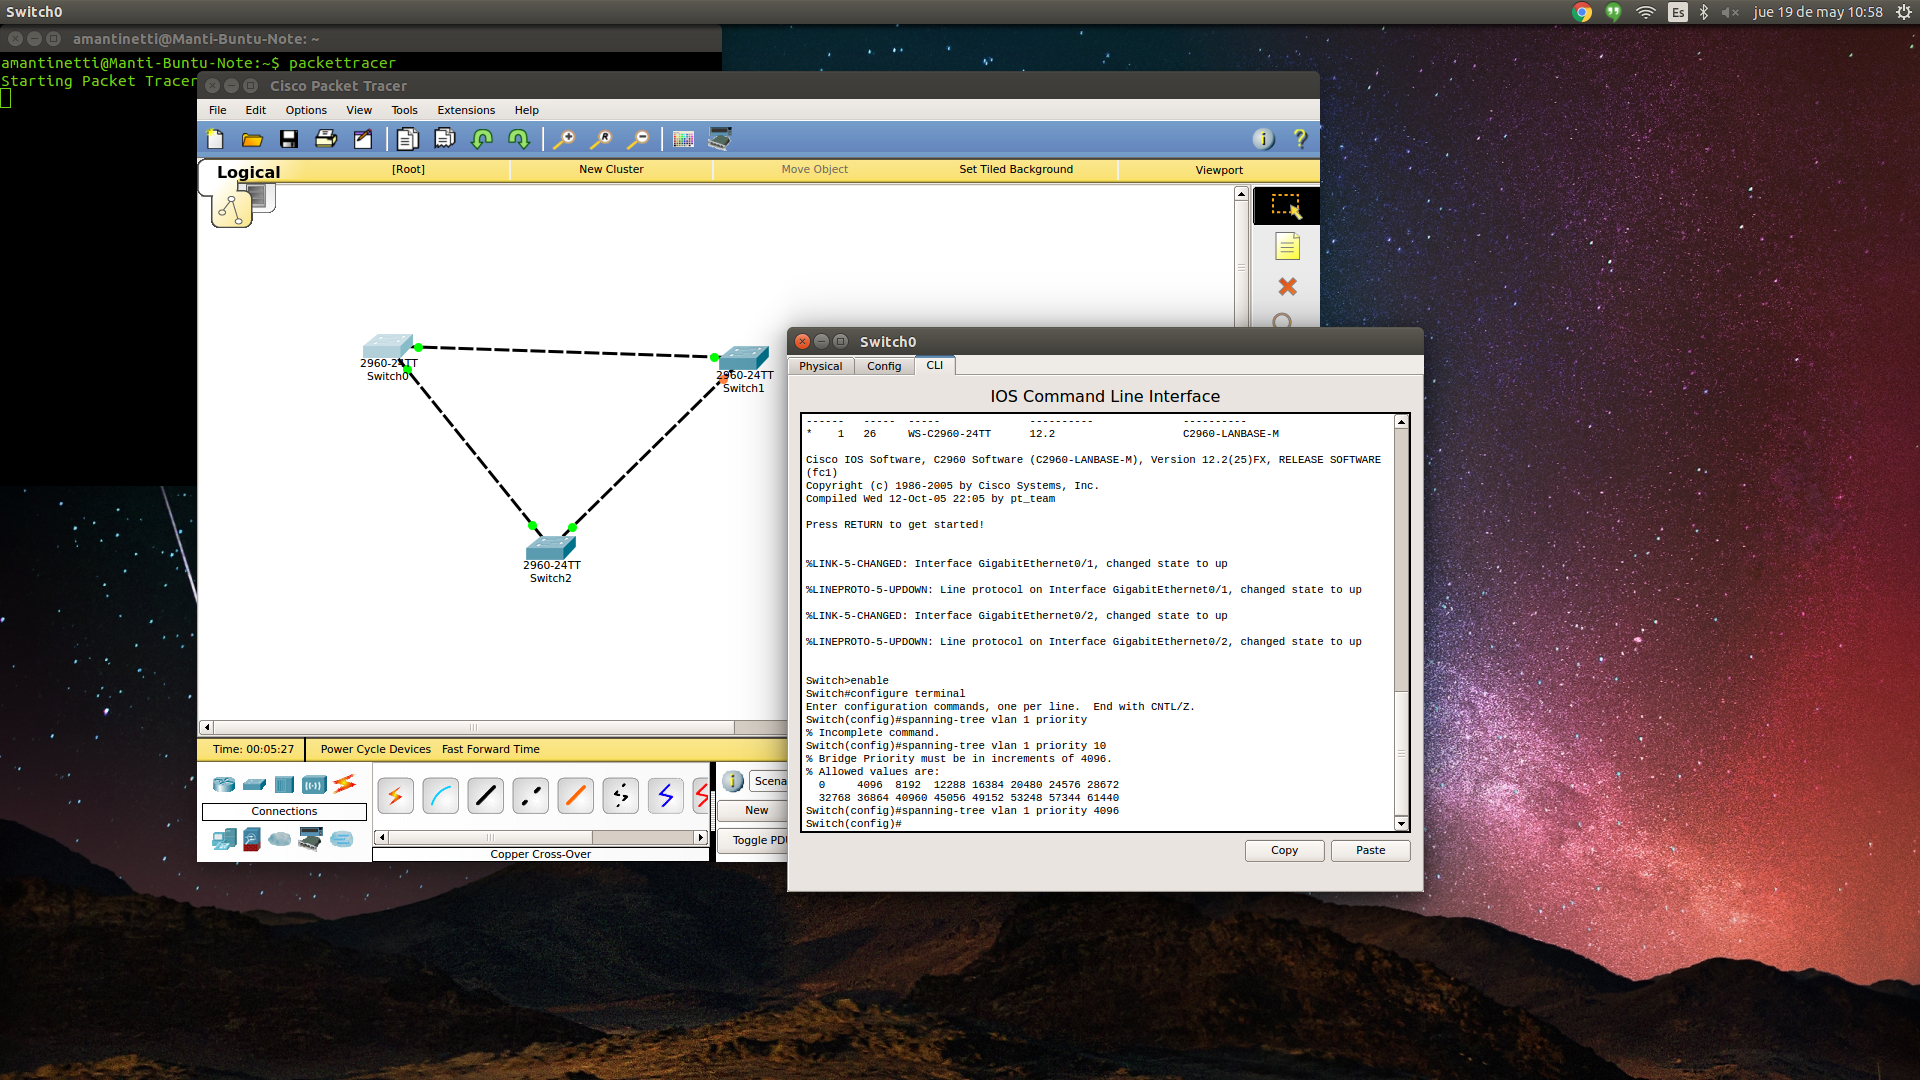 Switch0
Es
jue 19 de may 10:58
amantinetti@Manti-Buntu-Note: ~
amantinetti@Manti-Buntu-Note:~$ packettracer
Starting Packet Tracer
Cisco Packet Tracer
File Edit Options View Tools Extensions Help
Logical [Root] New Cluster Move Object Set Tiled Background Viewport
2960-24TT
Switch0
2960-24TT
Switch1
2960-24TT
Switch2
Time: 00:05:27 Power Cycle Devices Fast Forward Time
Connections
Copper Cross-Over
Scena
New
Toggle PD
Switch0
Physical Config CLI
IOS Command Line Interface
------ ----- ----- ---------- ----------
* 1 26 WS-C2960-24TT 12.2 C2960-LANBASE-M
Cisco IOS Software, C2960 Software (C2960-LANBASE-M), Version 12.2(25)FX, RELEASE SOFTWARE
(fc1)
Copyright (c) 1986-2005 by Cisco Systems, Inc.
Compiled Wed 12-Oct-05 22:05 by pt_team
Press RETURN to get started!
%LINK-5-CHANGED: Interface GigabitEthernet0/1, changed state to up
%LINEPROTO-5-UPDOWN: Line protocol on Interface GigabitEthernet0/1, changed state to up
%LINK-5-CHANGED: Interface GigabitEthernet0/2, changed state to up
%LINEPROTO-5-UPDOWN: Line protocol on Interface GigabitEthernet0/2, changed state to up
Switch>enable
Switch#configure terminal
Enter configuration commands, one per line.  End with CNTL/Z.
Switch(config)#spanning-tree vlan 1 priority
% Incomplete command.
Switch(config)#spanning-tree vlan 1 priority 10
% Bridge Priority must be in increments of 4096.
% Allowed values are:
0 4096 8192 12288 16384 20480 24576 28672
32768 36864 40960 45056 49152 53248 57344 61440
Switch(config)#spanning-tree vlan 1 priority 4096
Switch(config)#
Copy Paste